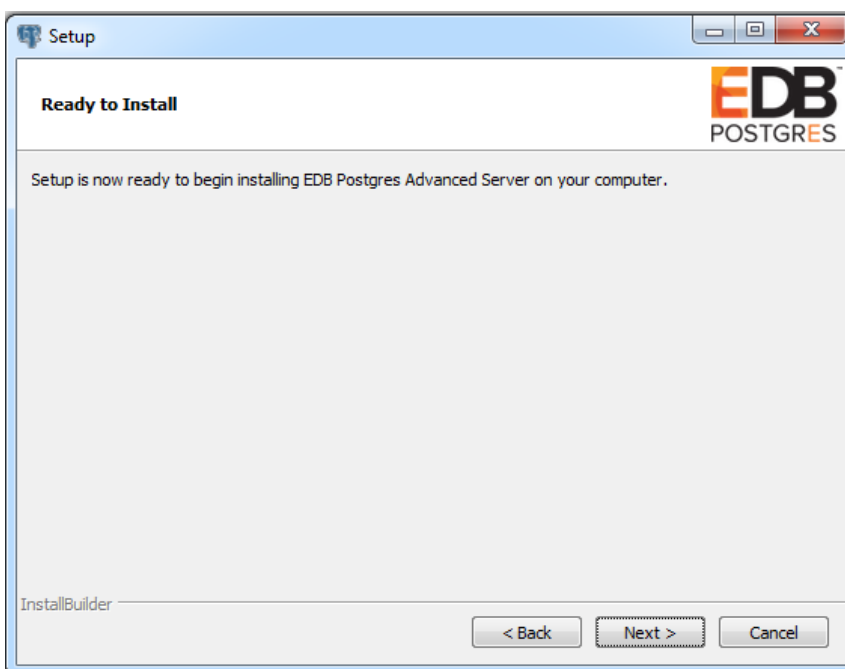 Setup
Ready to Install
EDB™
POSTGRES
Setup is now ready to begin installing EDB Postgres Advanced Server on your computer.
InstallBuilder
< Back
Next >
Cancel